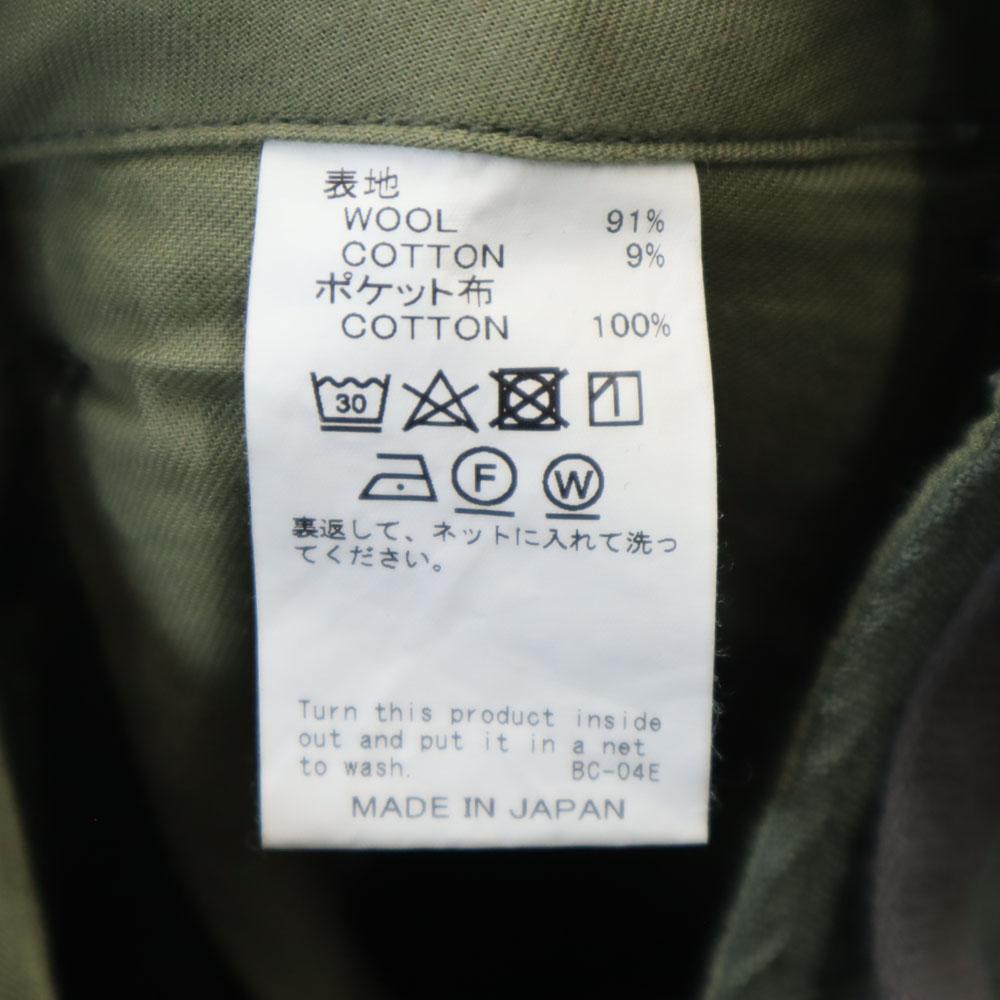 表地
WOOL 91%
COTTON 9%
ポケット布
COTTON 100%
30
F W
裏返して、ネットに入れて洗っ
てください。
Turn this product inside
out and put it in a net
to wash. BC-04E
MADE IN JAPAN